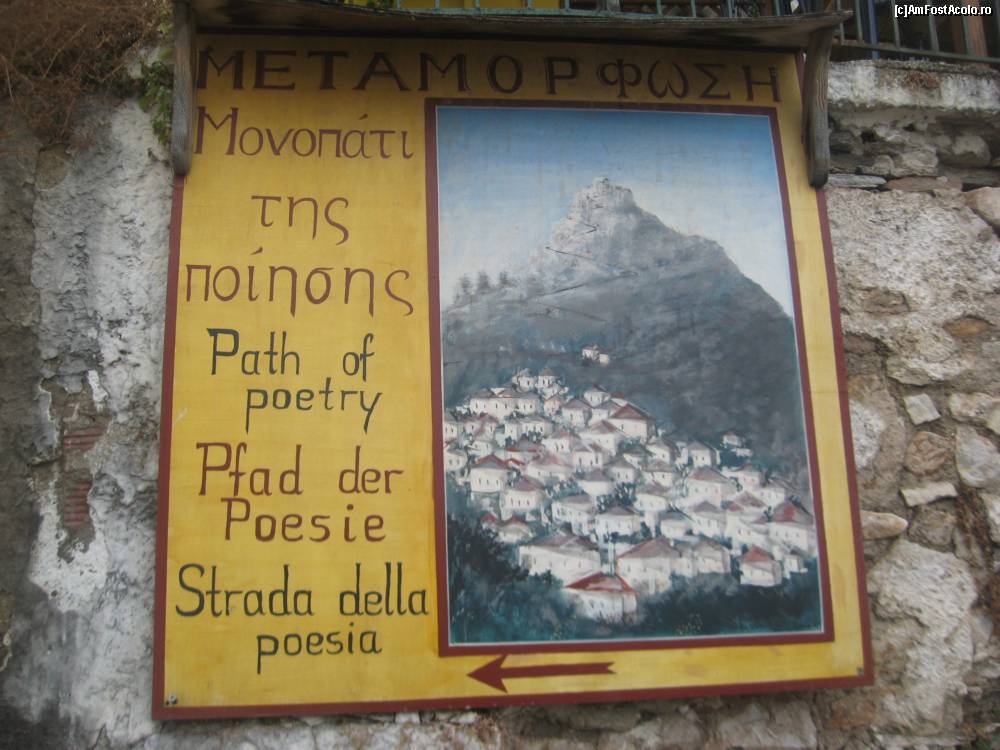 [c]AmFostAcolo.ro
ΜΕΤΑΜΟΡΦΩΣΗ
Μονοπάτι
της
ποίησης
Path of
poetry
Pfad der
Poesie
Strada della
poesia